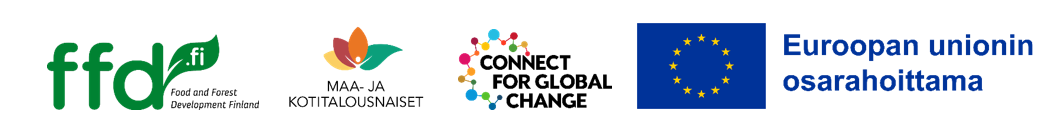 ffd.fi
Food and Forest
Development Finland
MAA- JA
KOTITALOUSNAISET
CONNECT
FOR GLOBAL
CHANGE
Euroopan unionin
osarahoittama